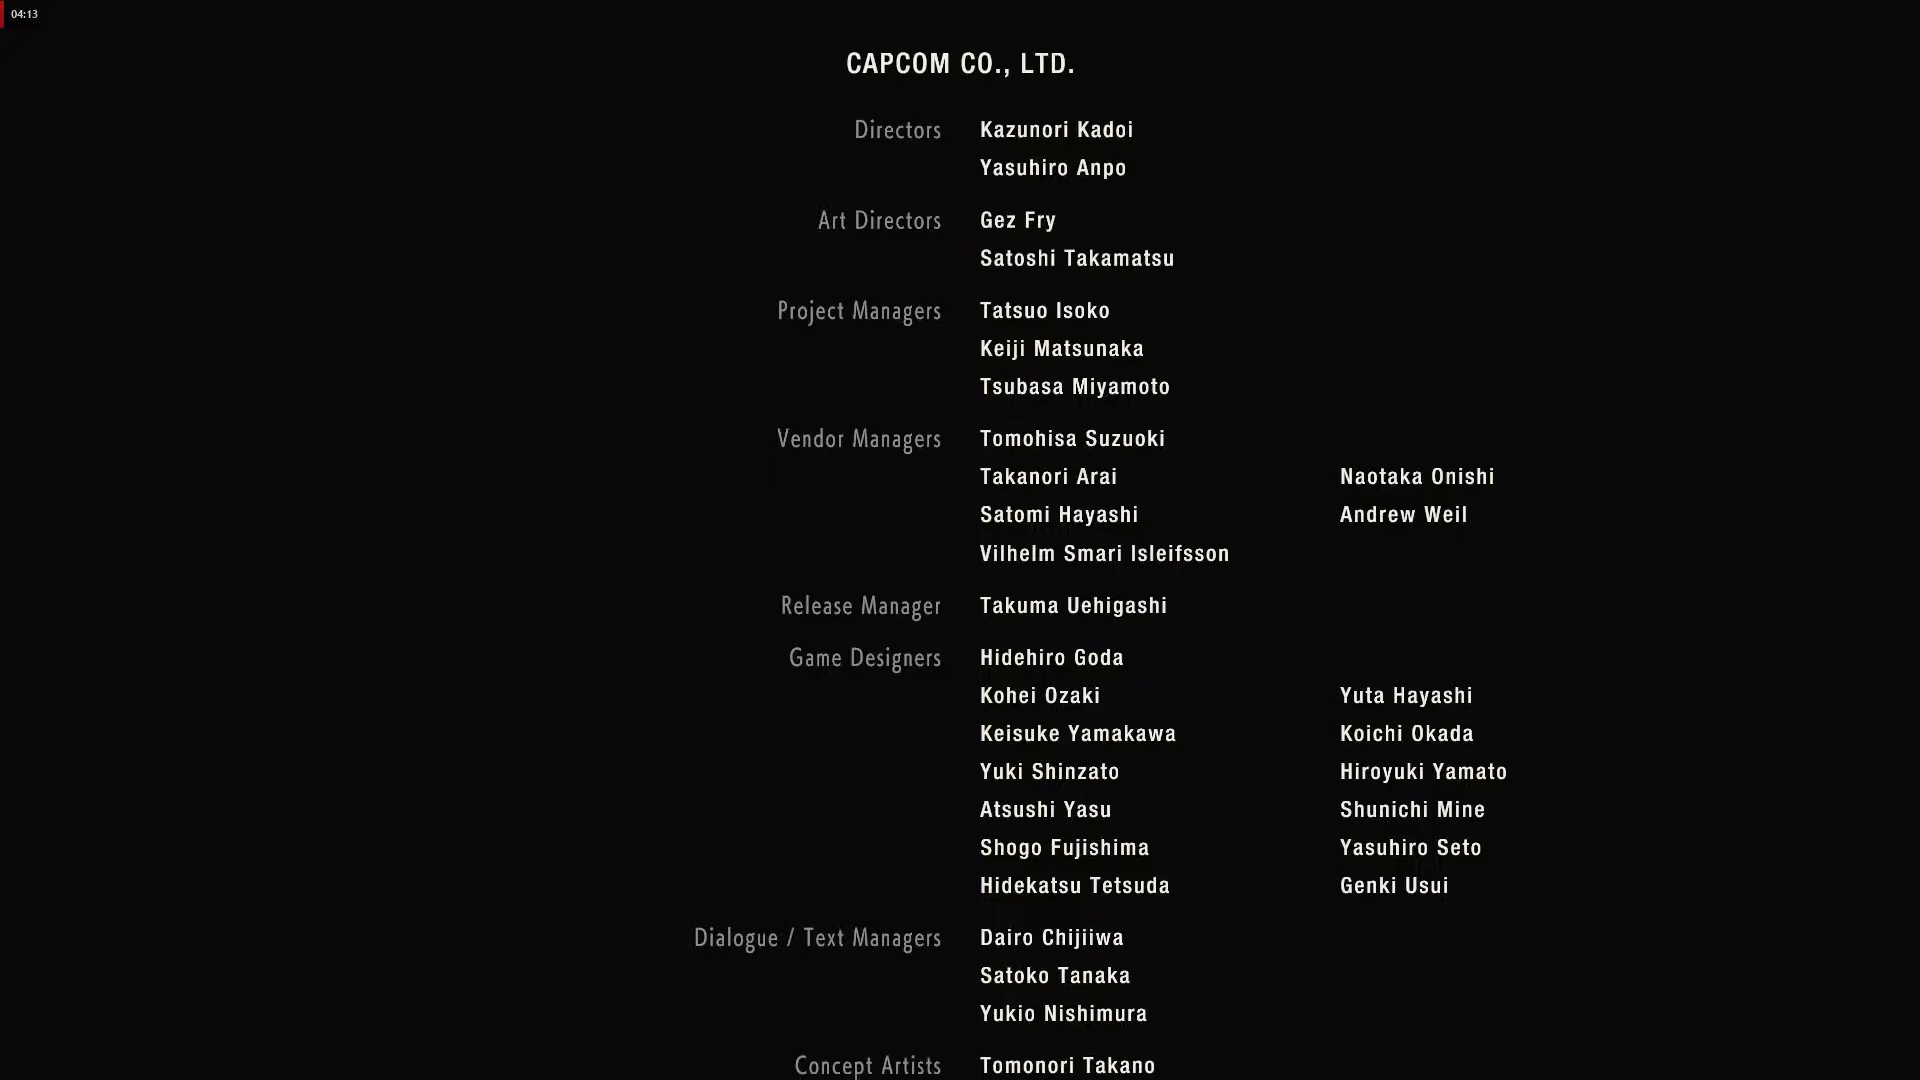 04:13
CAPCOM CO., LTD.
Directors Kazunori Kadoi
Yasuhiro Anpo
Art Directors Gez Fry
Satoshi Takamatsu
Project Managers Tatsuo Isoko
Keiji Matsunaka
Tsubasa Miyamoto
Vendor Managers Tomohisa Suzuoki
Takanori Arai Naotaka Onishi
Satomi Hayashi Andrew Weil
Vilhelm Smari Isleifsson
Release Manager Takuma Uehigashi
Game Designers Hidehiro Goda
Kohei Ozaki Yuta Hayashi
Keisuke Yamakawa Koichi Okada
Yuki Shinzato Hiroyuki Yamato
Atsushi Yasu Shunichi Mine
Shogo Fujishima Yasuhiro Seto
Hidekatsu Tetsuda Genki Usui
Dialogue / Text Managers Dairo Chijiiwa
Satoko Tanaka
Yukio Nishimura
Concept Artists Tomonori Takano